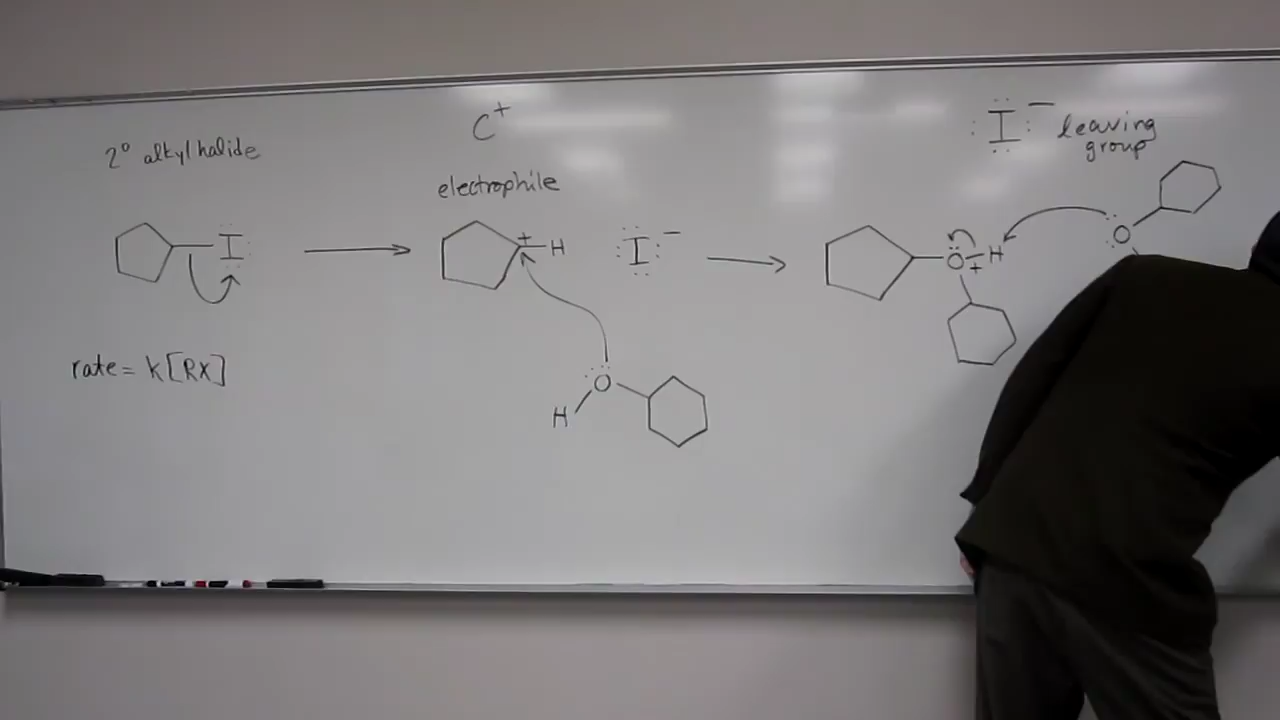 2° alkyl halide
C⁺
electrophile
I⁻ leaving
group
I
+ H
I⁻
O H
+
O
rate = k[RX]
O
H